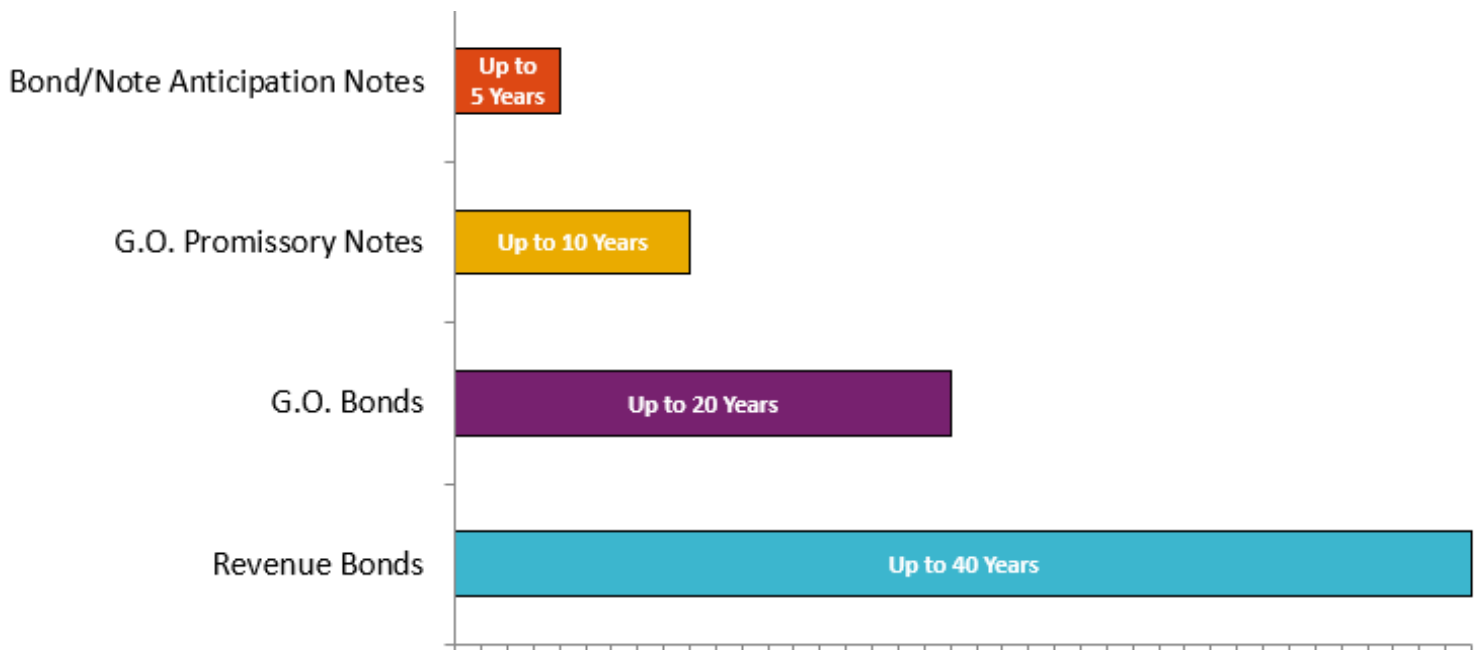 Bond/Note Anticipation Notes
Up to
5 Years
G.O. Promissory Notes
Up to 10 Years
G.O. Bonds
Up to 20 Years
Revenue Bonds
Up to 40 Years